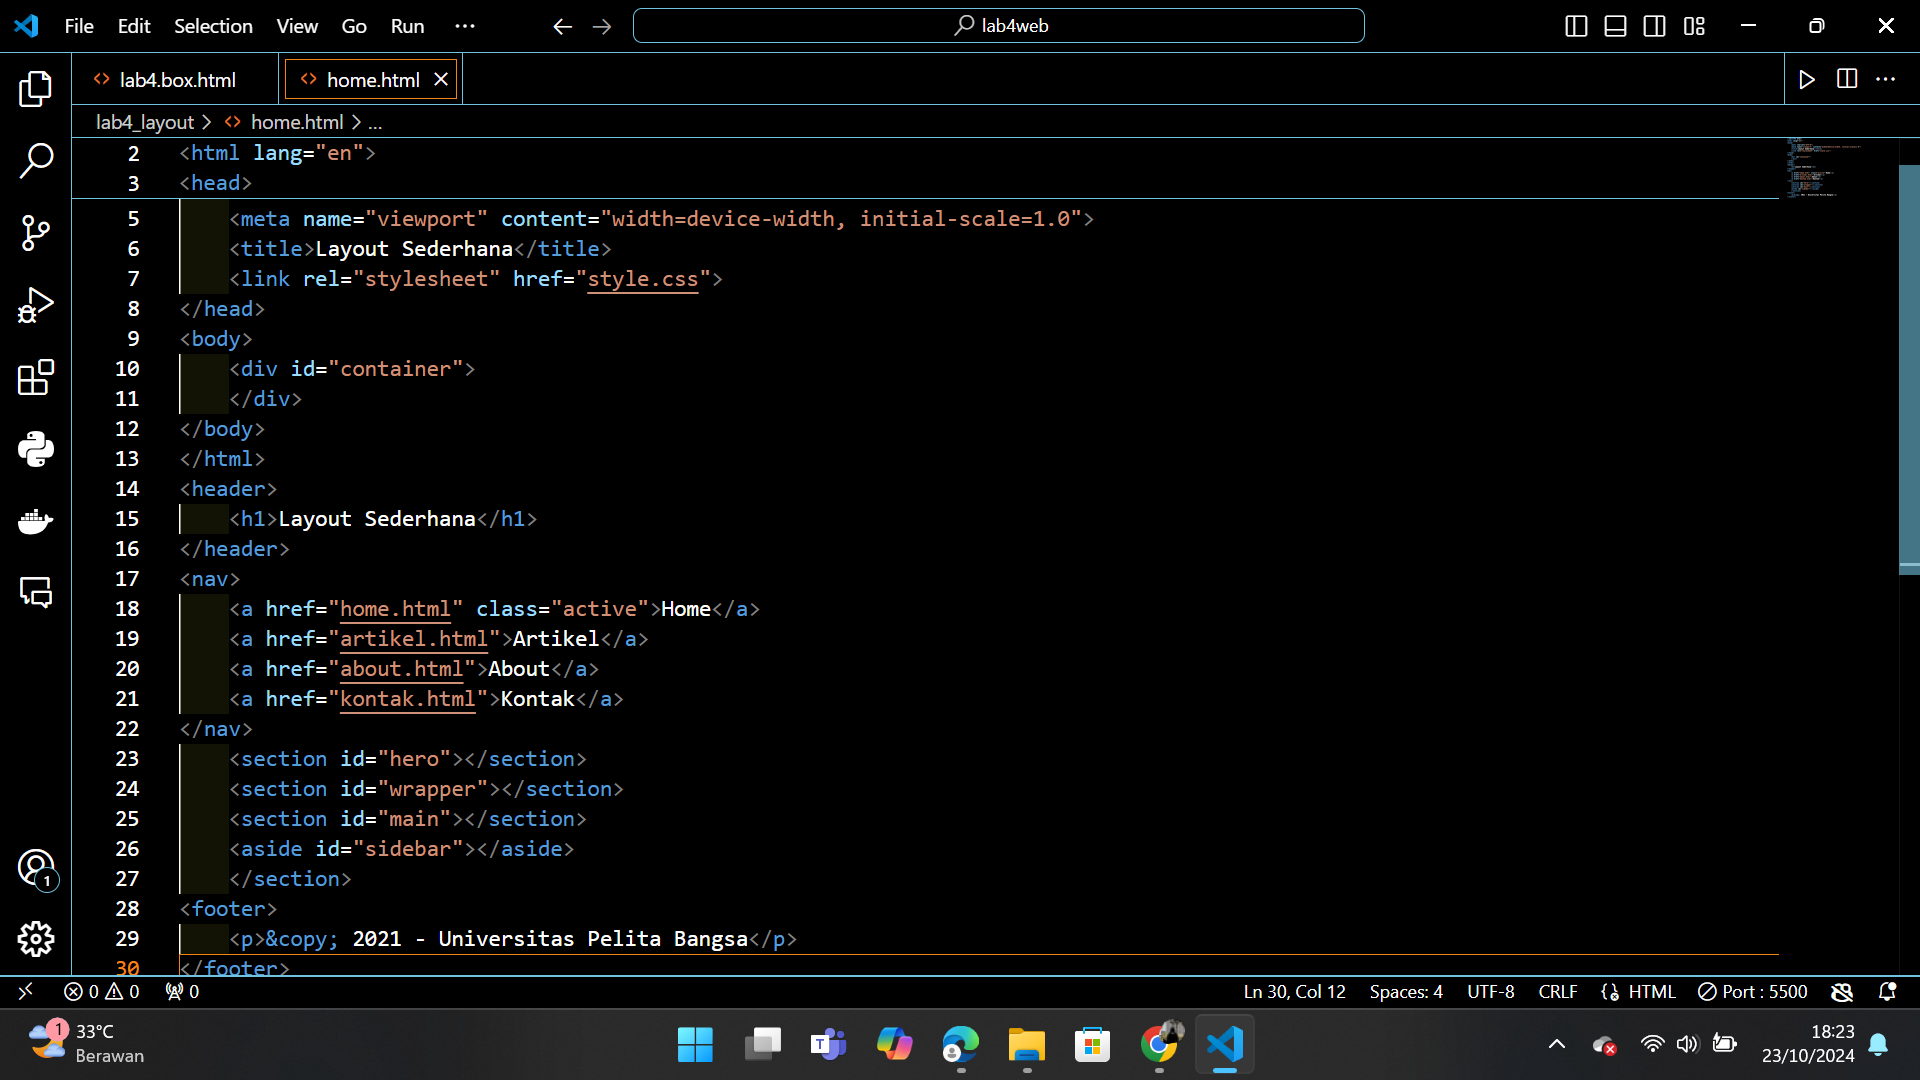 File Edit Selection View Go Run ··· lab4web
lab4.box.html home.html
lab4_layout > home.html > ...
2 <html lang="en">
3 <head>
5 <meta name="viewport" content="width=device-width, initial-scale=1.0">
6 <title>Layout Sederhana</title>
7 <link rel="stylesheet" href="style.css">
8 </head>
9 <body>
10 <div id="container">
11 </div>
12 </body>
13 </html>
14 <header>
15 <h1>Layout Sederhana</h1>
16 </header>
17 <nav>
18 <a href="home.html" class="active">Home</a>
19 <a href="artikel.html">Artikel</a>
20 <a href="about.html">About</a>
21 <a href="kontak.html">Kontak</a>
22 </nav>
23 <section id="hero"></section>
24 <section id="wrapper"></section>
25 <section id="main"></section>
26 <aside id="sidebar"></aside>
27 </section>
28 <footer>
29 <p>&copy; 2021 - Universitas Pelita Bangsa</p>
30 </footer>
1
0 0 0 Ln 30, Col 12 Spaces: 4 UTF-8 CRLF HTML Port : 5500
1 33°C
Berawan
18:23
23/10/2024